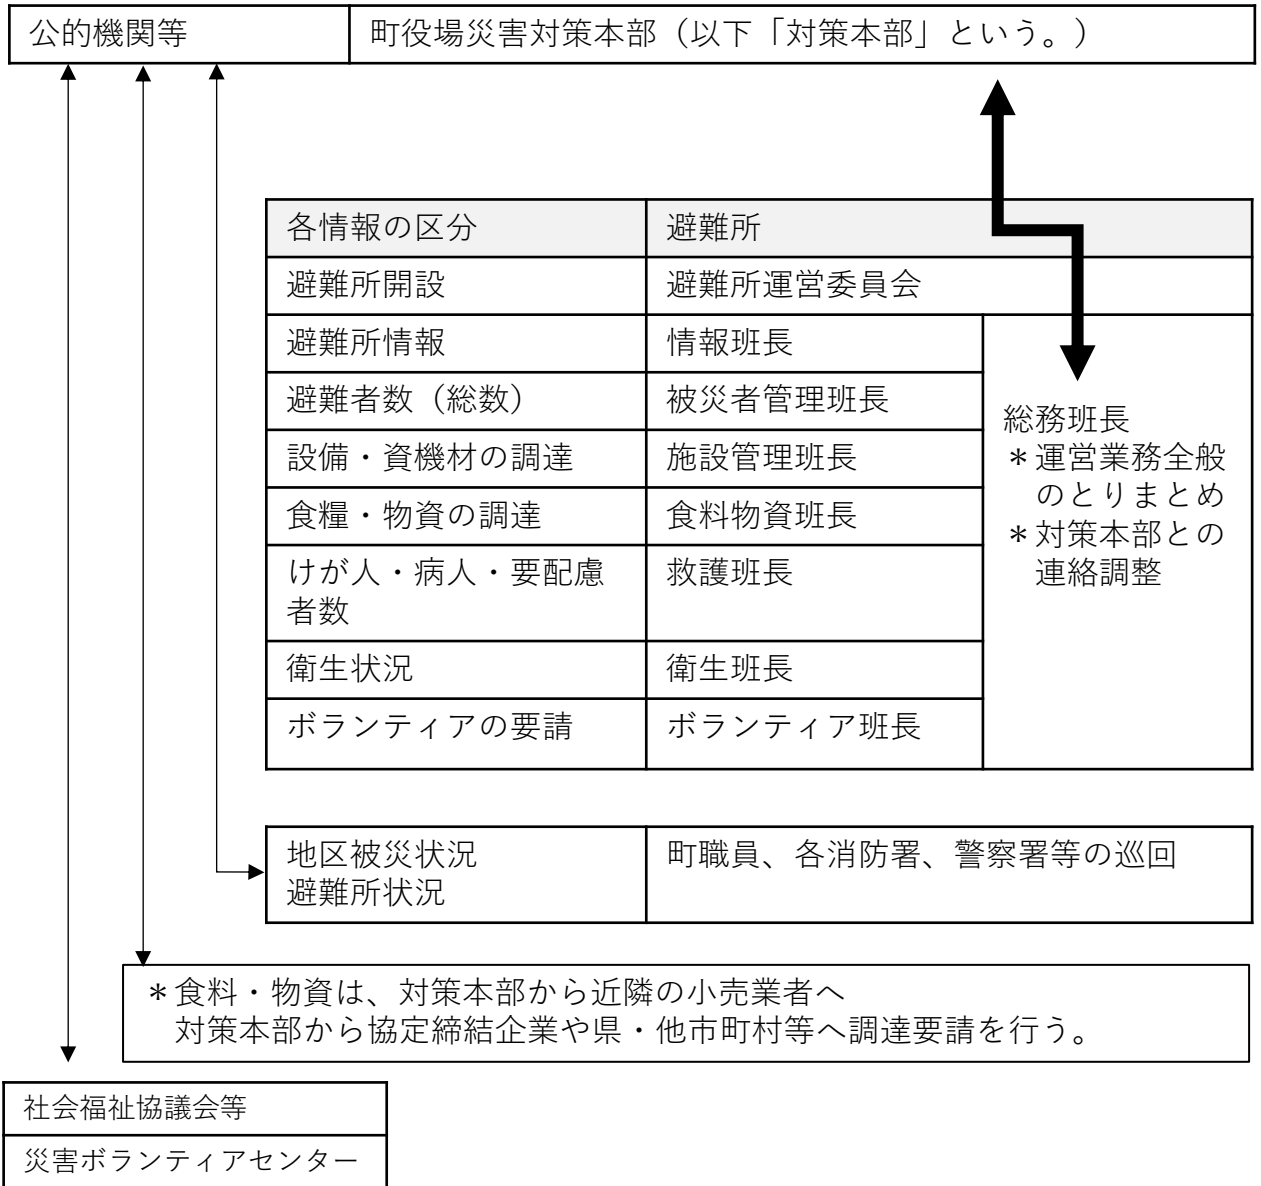 公的機関等
町役場災害対策本部（以下「対策本部」という。）
各情報の区分
避難所
避難所開設
避難所運営委員会
避難所情報
情報班長
避難者数（総数）
被災者管理班長
設備・資機材の調達
施設管理班長
食糧・物資の調達
食料物資班長
けが人・病人・要配慮
者数
救護班長
衛生状況
衛生班長
ボランティアの要請
ボランティア班長
総務班長
＊運営業務全般
のとりまとめ
＊対策本部との
連絡調整
地区被災状況
避難所状況
町職員、各消防署、警察署等の巡回
＊食料・物資は、対策本部から近隣の小売業者へ
対策本部から協定締結企業や県・他市町村等へ調達要請を行う。
社会福祉協議会等
災害ボランティアセンター